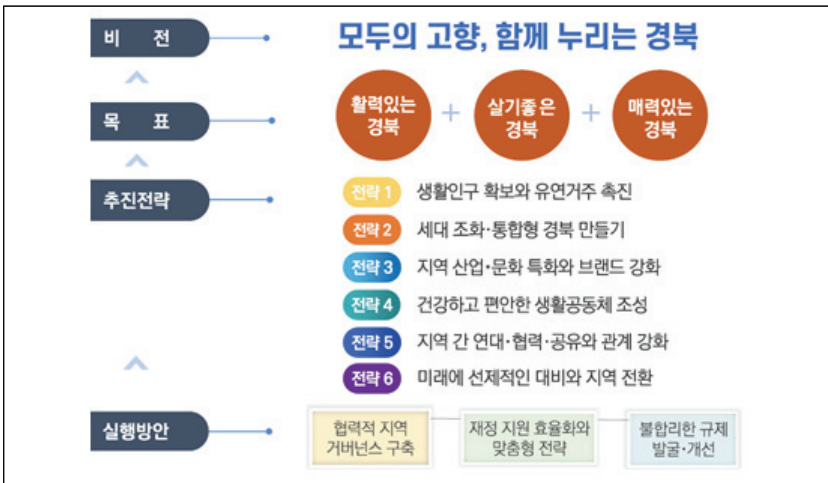 비 전
모두의 고향, 함께 누리는 경북
목 표
활력있는
경북
+
살기좋은
경북
+
매력있는
경북
추진전략
전략 1 생활인구 확보와 유연거주 촉진
전략 2 세대 조화·통합형 경북 만들기
전략 3 지역 산업·문화 특화와 브랜드 강화
전략 4 건강하고 편안한 생활공동체 조성
전략 5 지역 간 연대·협력·공유와 관계 강화
전략 6 미래에 선제적인 대비와 지역 전환
실행방안
협력적 지역
거버넌스 구축
재정 지원 효율화와
맞춤형 전략
불합리한 규제
발굴·개선